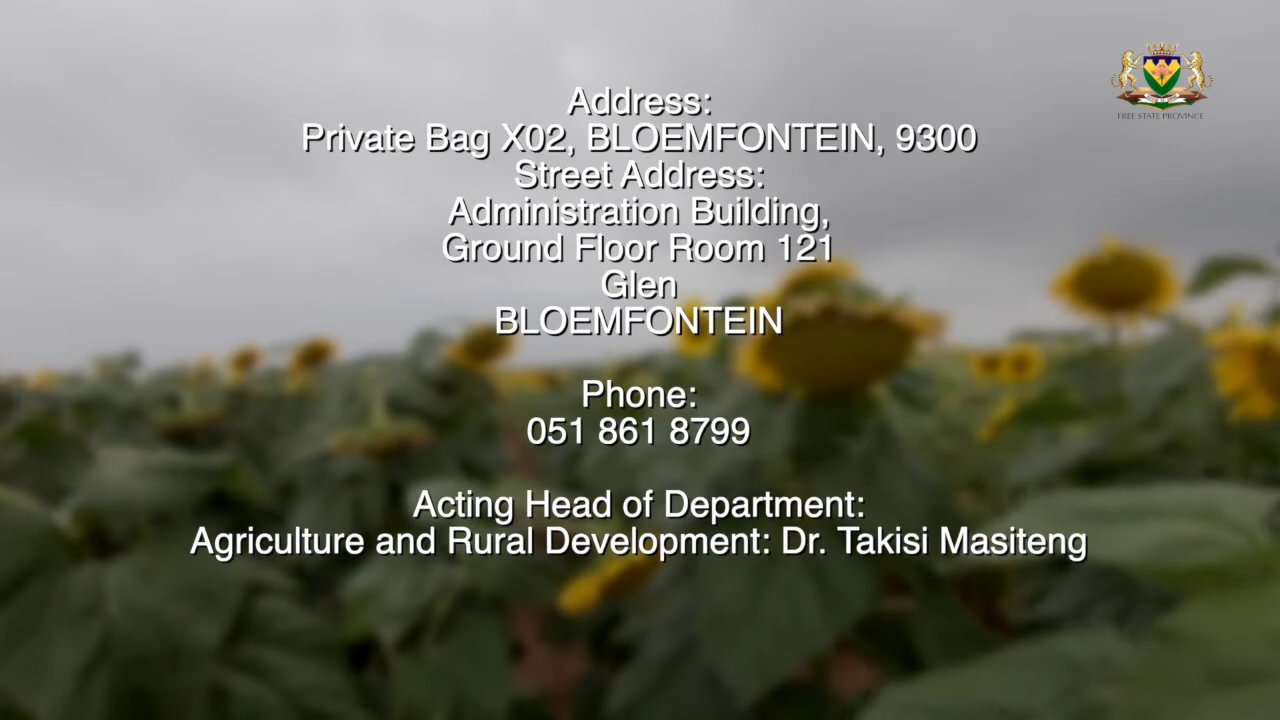 Address:
Private Bag X02, BLOEMFONTEIN, 9300
Street Address:
Administration Building,
Ground Floor Room 121
Glen
BLOEMFONTEIN
Phone:
051 861 8799
Acting Head of Department:
Agriculture and Rural Development: Dr. Takisi Masiteng
FREE STATE PROVINCE